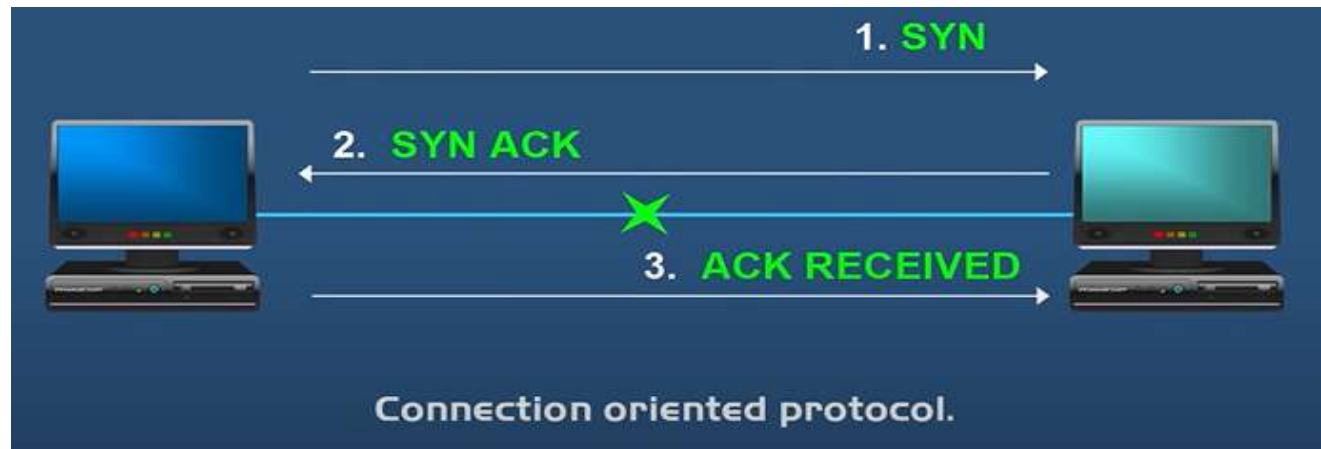 1. SYN
2. SYN ACK
3. ACK RECEIVED
Connection oriented protocol.